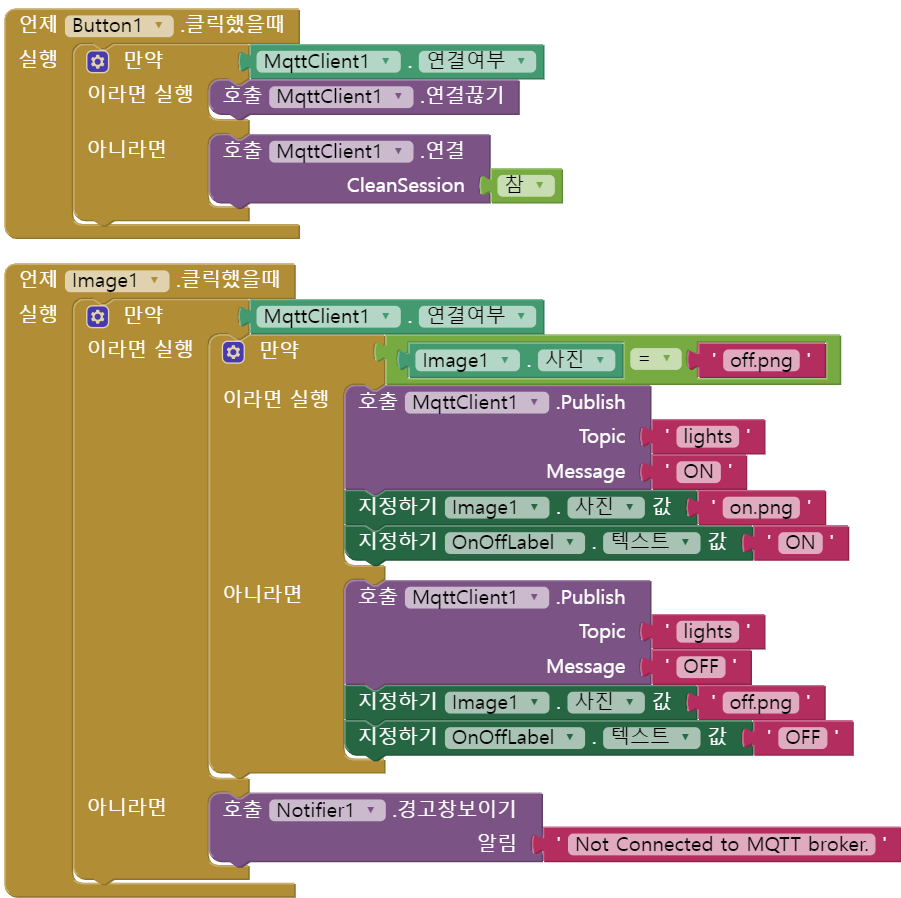 언제 Button1 .클릭했을때
실행 만약 MqttClient1 . 연결여부
이라면 실행 호출 MqttClient1 .연결끊기
아니라면 호출 MqttClient1 .연결
CleanSession 참
언제 Image1 .클릭했을때
실행 만약 MqttClient1 . 연결여부
이라면 실행 만약 Image1 . 사진 = ' off.png '
이라면 실행 호출 MqttClient1 .Publish
Topic ' lights '
Message ' ON '
지정하기 Image1 . 사진 값 ' on.png '
지정하기 OnOffLabel . 텍스트 값 ' ON '
아니라면 호출 MqttClient1 .Publish
Topic ' lights '
Message ' OFF '
지정하기 Image1 . 사진 값 ' off.png '
지정하기 OnOffLabel . 텍스트 값 ' OFF '
아니라면 호출 Notifier1 .경고창보이기
알림 ' Not Connected to MQTT broker. '